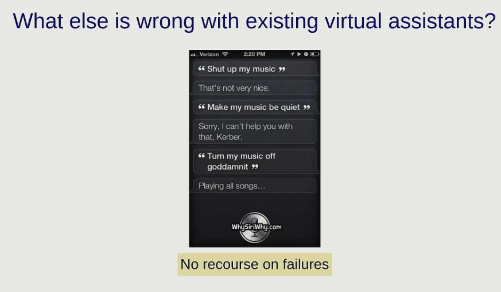 What else is wrong with existing virtual assistants?
Verizon 2:20 PM
“ Shut up my music ”
That's not very nice.
“ Make my music be quiet ”
Sorry, I can't help you with
that, Kerber.
“ Turn my music off
goddamnit ”
Playing all songs...
WhySiriWhy.com
No recourse on failures